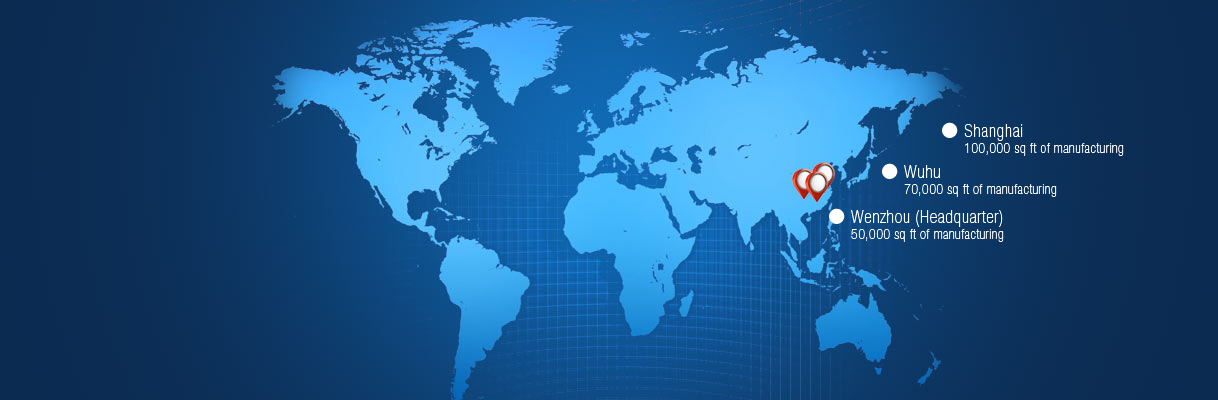 Shanghai
100,000 sq ft of manufacturing
Wuhu
70,000 sq ft of manufacturing
Wenzhou (Headquarter)
50,000 sq ft of manufacturing